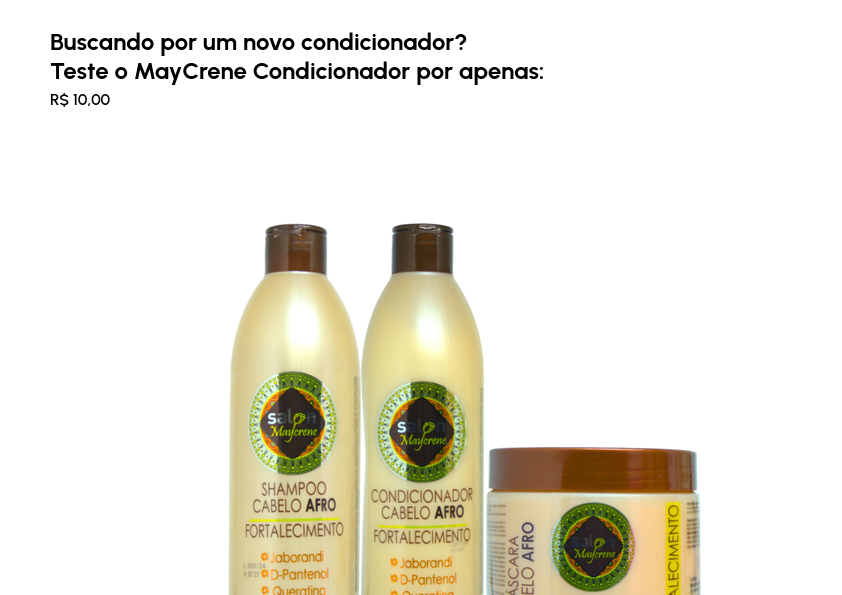 Buscando por um novo condicionador?
Teste o MayCrene Condicionador por apenas:
R$ 10,00
salon
Maycrene
SHAMPOO
CABELO AFRO
FORTALECIMENTO
Jaborandi
D-Pantenol
Queratina
salon
Maycrene
CONDICIONADOR
CABELO AFRO
FORTALECIMENTO
Jaborandi
D-Pantenol
salon
Maycrene